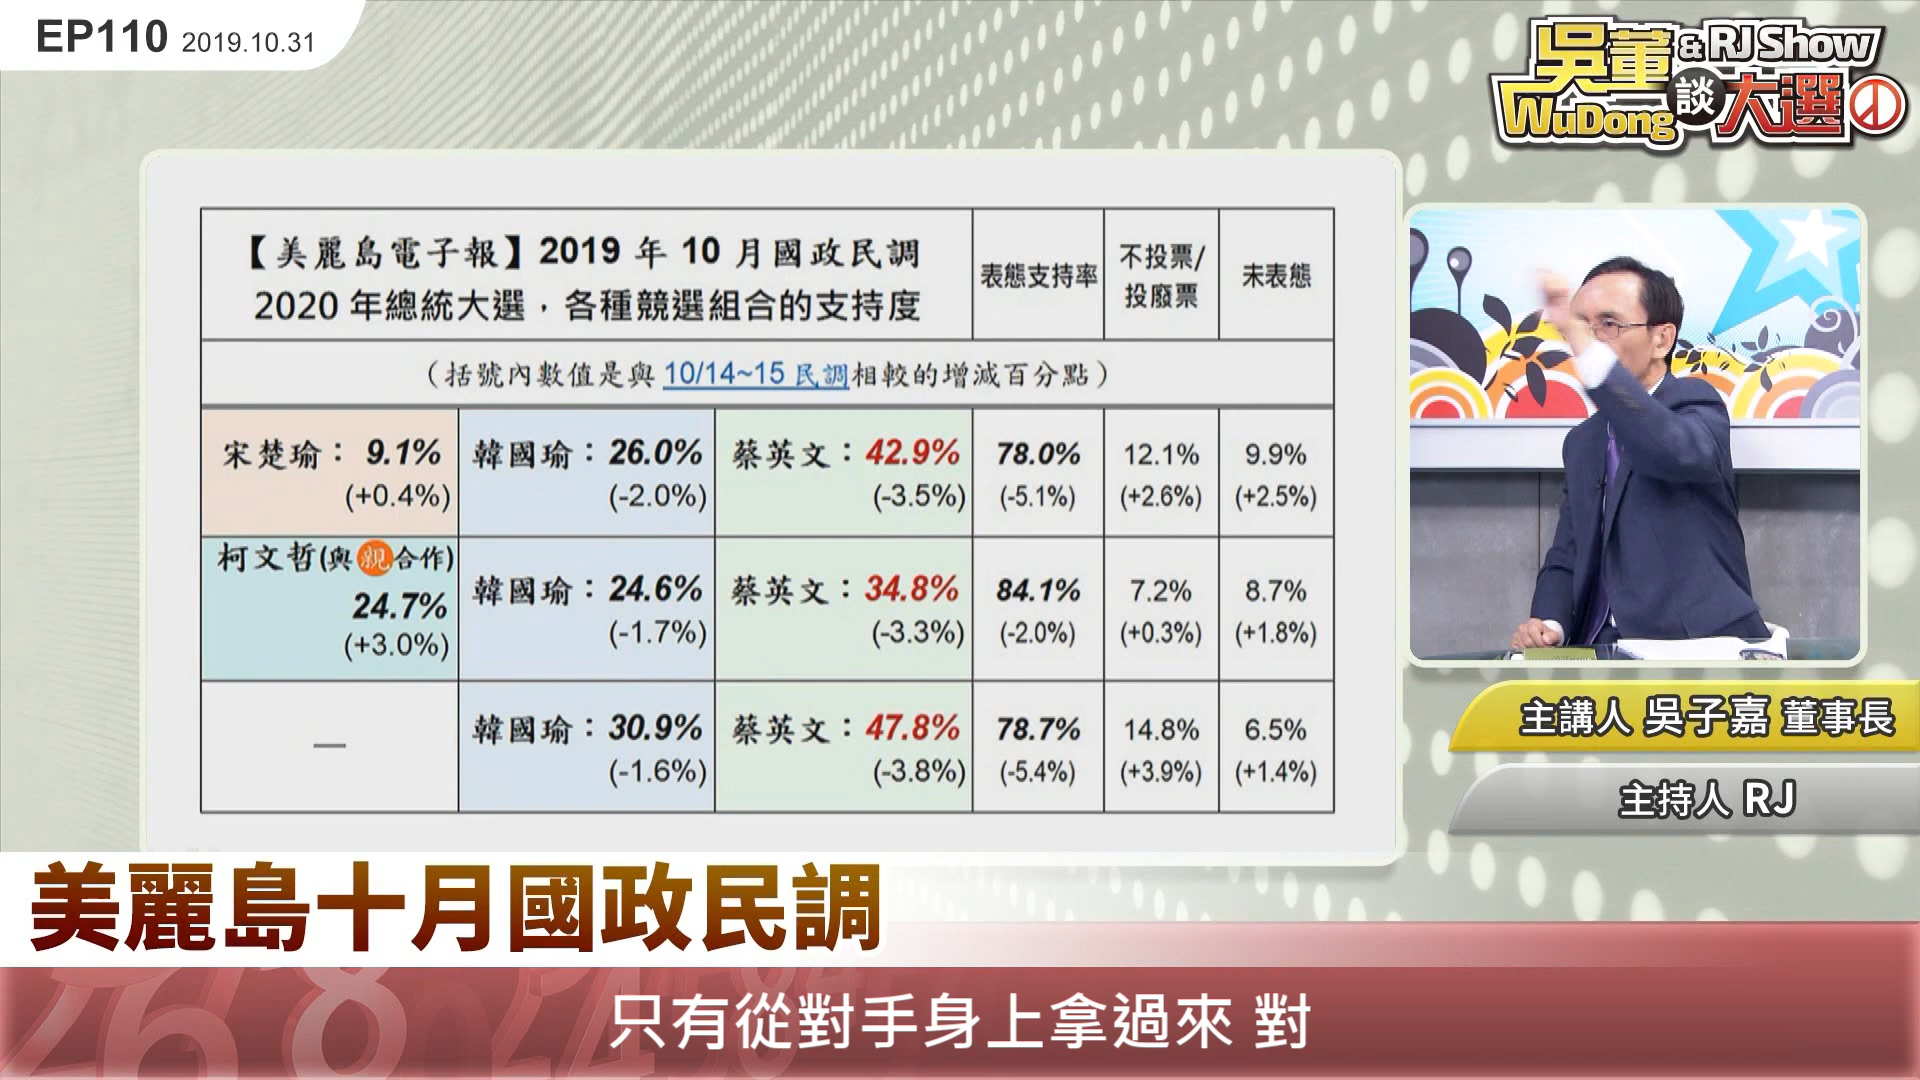 EP110 2019.10.31
吳董 & RJ Show
WuDong 談 大選
【美麗島電子報】2019 年 10 月國政民調
2020 年總統大選，各種競選組合的支持度
表態支持率
不投票/
投廢票
未表態
（括號內數值是與 10/14~15 民調相較的增減百分點）
宋楚瑜： 9.1% 韓國瑜：26.0% 蔡英文：42.9% 78.0% 12.1% 9.9%
(+0.4%) (-2.0%) (-3.5%) (-5.1%) (+2.6%) (+2.5%)
柯文哲(與親合作)
24.7% 韓國瑜：24.6% 蔡英文：34.8% 84.1% 7.2% 8.7%
(+3.0%) (-1.7%) (-3.3%) (-2.0%) (+0.3%) (+1.8%)
— 韓國瑜：30.9% 蔡英文：47.8% 78.7% 14.8% 6.5%
(-1.6%) (-3.8%) (-5.4%) (+3.9%) (+1.4%)
主講人 吳子嘉 董事長
主持人 RJ
美麗島十月國政民調
只有從對手身上拿過來 對